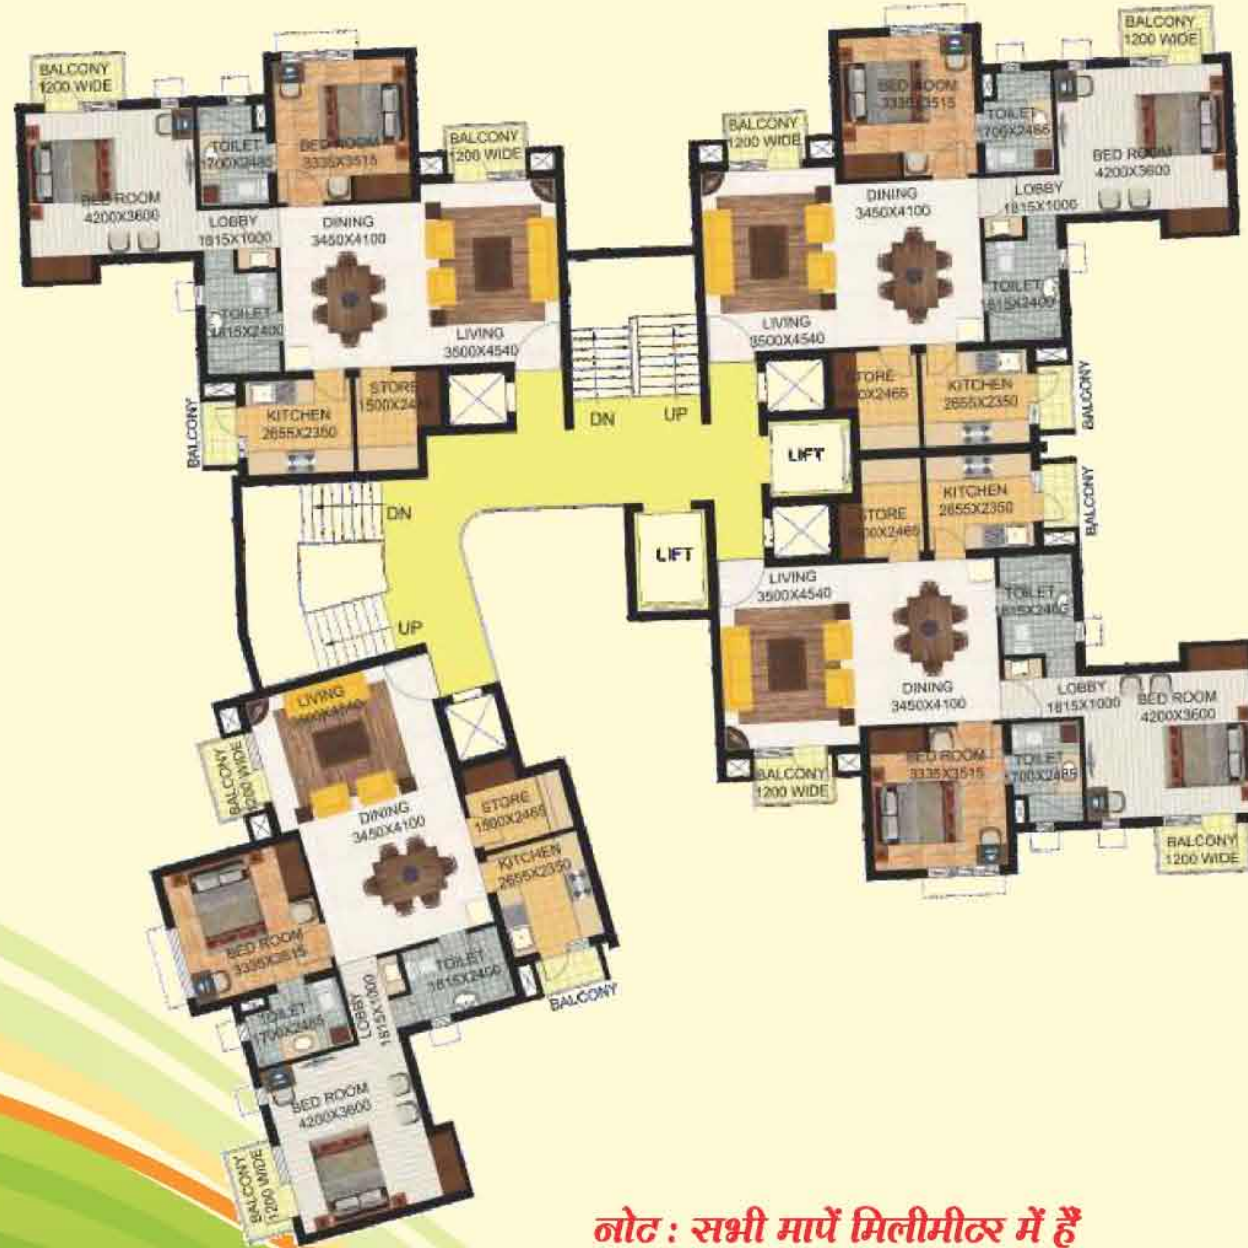 BALCONY
1200 WIDE
BED ROOM
4200X3600
TOILET
1700X2485
BED ROOM
3335X3515
BALCONY
1200 WIDE
LOBBY
1815X1000
DINING
3450X4100
TOILET
1815X2400
LIVING
3500X4540
KITCHEN
2655X2350
STORE
BALCONY
BALCONY
1200 WIDE
BED ROOM
3335X3515
TOILET
1700X2485
BED ROOM
4200X3600
BALCONY
1200 WIDE
DINING
3450X4100
LOBBY
1815X1000
LIVING
3500X4540
TOILET
1815X2400
STORE
KITCHEN
2655X2350
BALCONY
DN
UP
LIFT
DN
UP
LIFT
STORE
KITCHEN
2655X2350
BALCONY
LIVING
3500X4540
TOILET
DINING
3450X4100
LOBBY
1815X1000
BED ROOM
4200X3600
BED ROOM
3335X3515
TOILET
1700X2485
BALCONY
1200 WIDE
BALCONY
1200 WIDE
LIVING
BALCONY
1200 WIDE
DINING
3450X4100
STORE
1500X2465
KITCHEN
2655X2350
BED ROOM
3335X3515
TOILET
1815X2400
BALCONY
TOILET
1700X2485
LOBBY
1815X1000
BED ROOM
4200X3600
BALCONY
1200 WIDE
नोट : सभी मापें मिलीमीटर में हैं